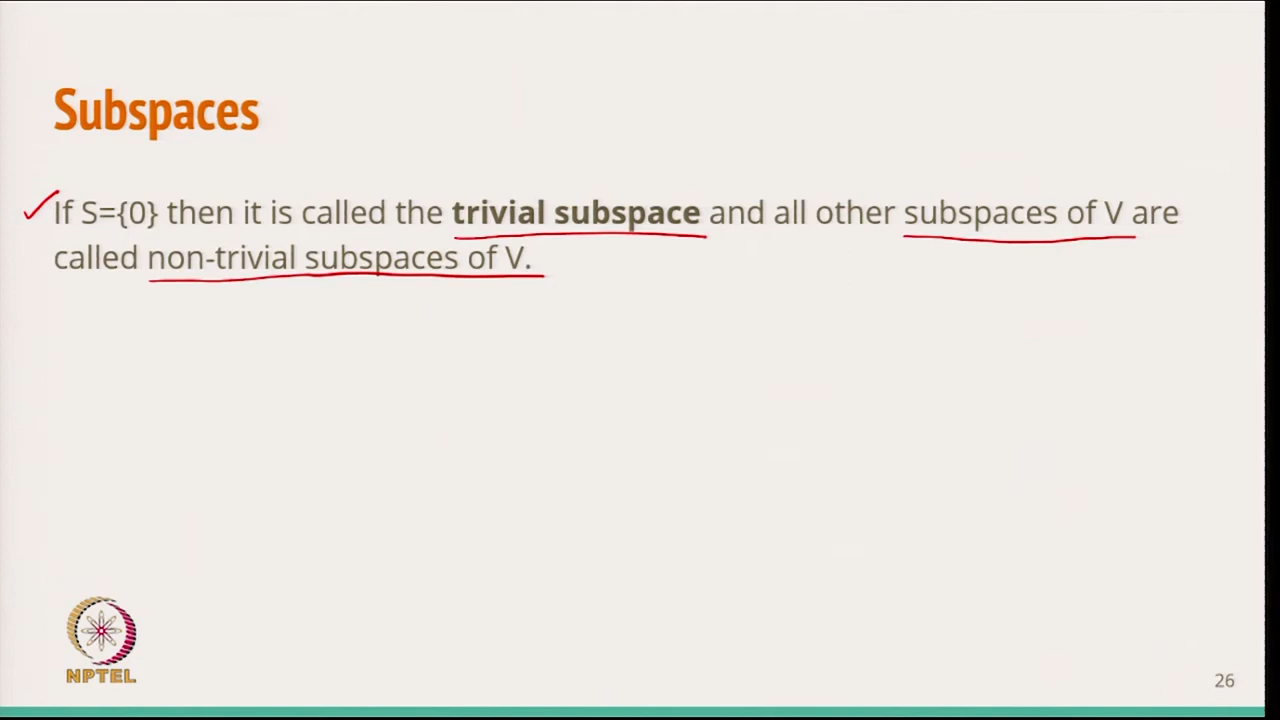 Subspaces
If S={0} then it is called the trivial subspace and all other subspaces of V are
called non-trivial subspaces of V.
NPTEL
26